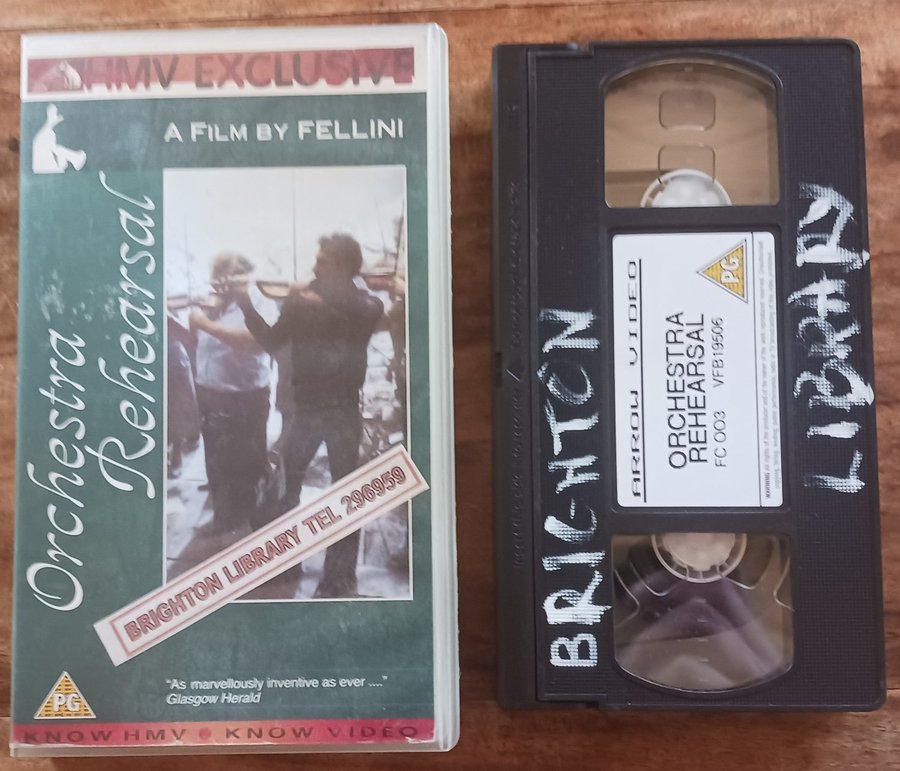 HMV EXCLUSIVE
A FILM BY FELLINI
Orchestra
Rehearsal
BRIGHTON LIBRARY TEL 296959
PG
"As marvellously inventive as ever ...."
Glasgow Herald
KNOW HMV KNOW VIDEO
BRIGHTON
ARROW VIDEO
ORCHESTRA
REHEARSAL
FC 003 VFB19506
PG
LIBRARY